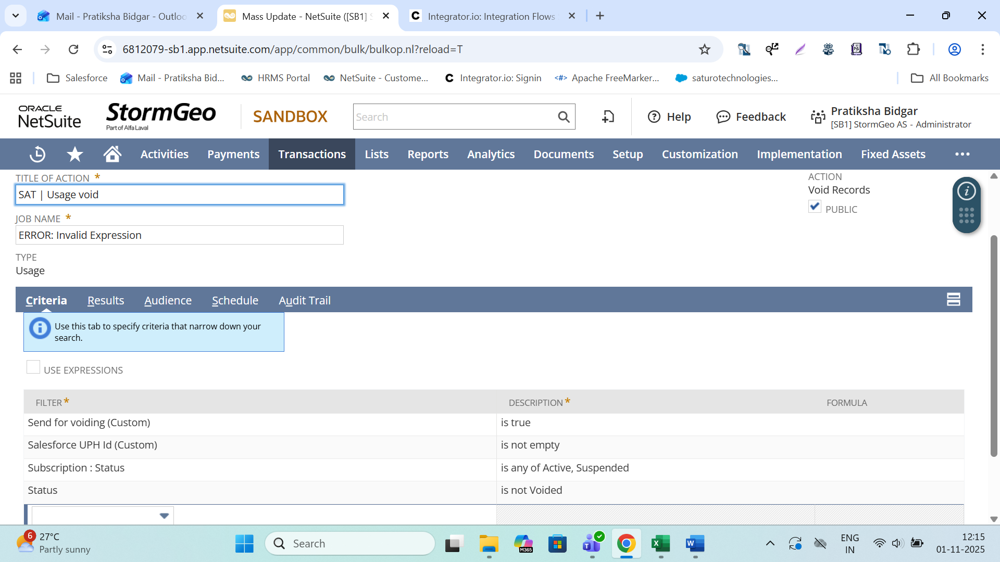 Mail - Pratiksha Bidgar - Outloo
Mass Update - NetSuite ([SB1] S
Integrator.io: Integration Flows
6812079-sb1.app.netsuite.com/app/common/bulk/bulkop.nl?reload=T
Salesforce
Mail - Pratiksha Bid...
HRMS Portal
NetSuite - Custome...
Integrator.io: Signin
<#> Apache FreeMarker...
saturotechnologies...
All Bookmarks
ORACLE
NetSuite
StormGeo
Part of Alfa Laval
SANDBOX
Search
Help
Feedback
Pratiksha Bidgar
[SB1] StormGeo AS - Administrator
Activities
Payments
Transactions
Lists
Reports
Analytics
Documents
Setup
Customization
Implementation
Fixed Assets
TITLE OF ACTION *
SAT | Usage void
JOB NAME *
ERROR: Invalid Expression
TYPE
Usage
ACTION
Void Records
PUBLIC
Criteria
Results
Audience
Schedule
Audit Trail
Use this tab to specify criteria that narrow down your
search.
USE EXPRESSIONS
FILTER * DESCRIPTION * FORMULA
Send for voiding (Custom) is true
Salesforce UPH Id (Custom) is not empty
Subscription : Status is any of Active, Suspended
Status is not Voided
6
27°C
Partly sunny
Search
M365
ENG
IN
12:15
01-11-2025